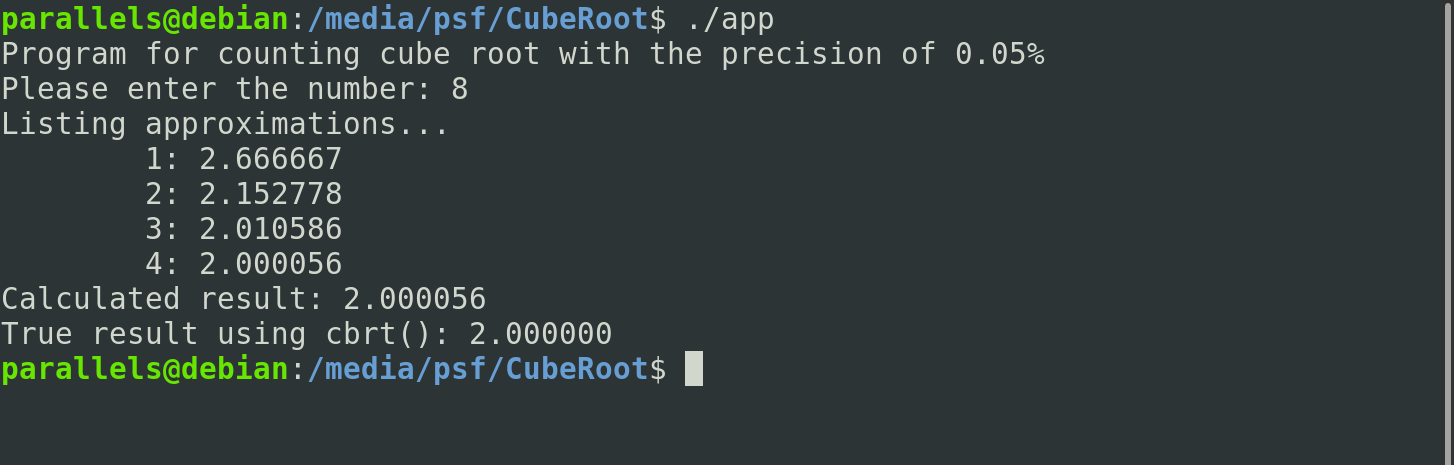 parallels@debian:/media/psf/CubeRoot$ ./app
Program for counting cube root with the precision of 0.05%
Please enter the number: 8
Listing approximations...
        1: 2.666667
        2: 2.152778
        3: 2.010586
        4: 2.000056
Calculated result: 2.000056
True result using cbrt(): 2.000000
parallels@debian:/media/psf/CubeRoot$